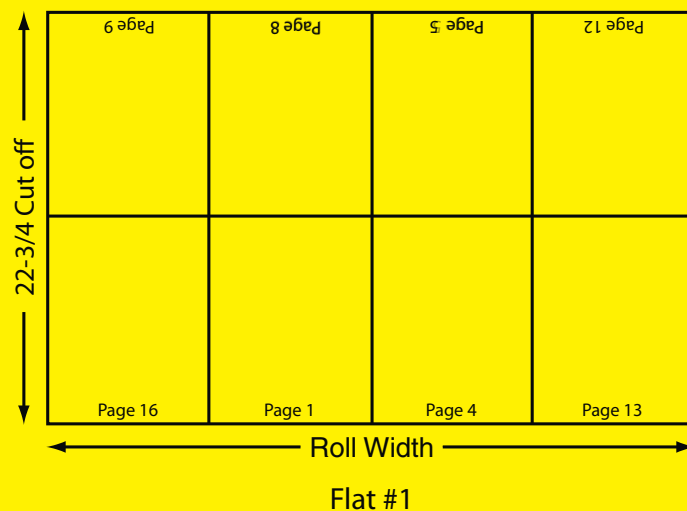 Page 9
Page 8
Page 5
Page 12
22-3/4 Cut off
Page 16
Page 1
Page 4
Page 13
Roll Width
Flat #1